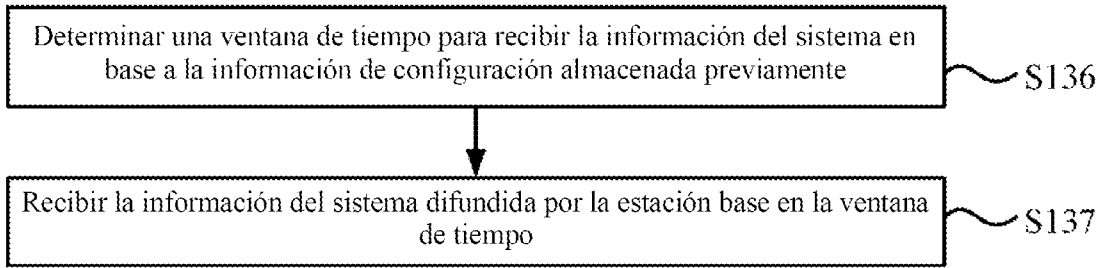 Determinar una ventana de tiempo para recibir la información del sistema en
base a la información de configuración almacenada previamente
S136
Recibir la información del sistema difundida por la estación base en la ventana
de tiempo
S137